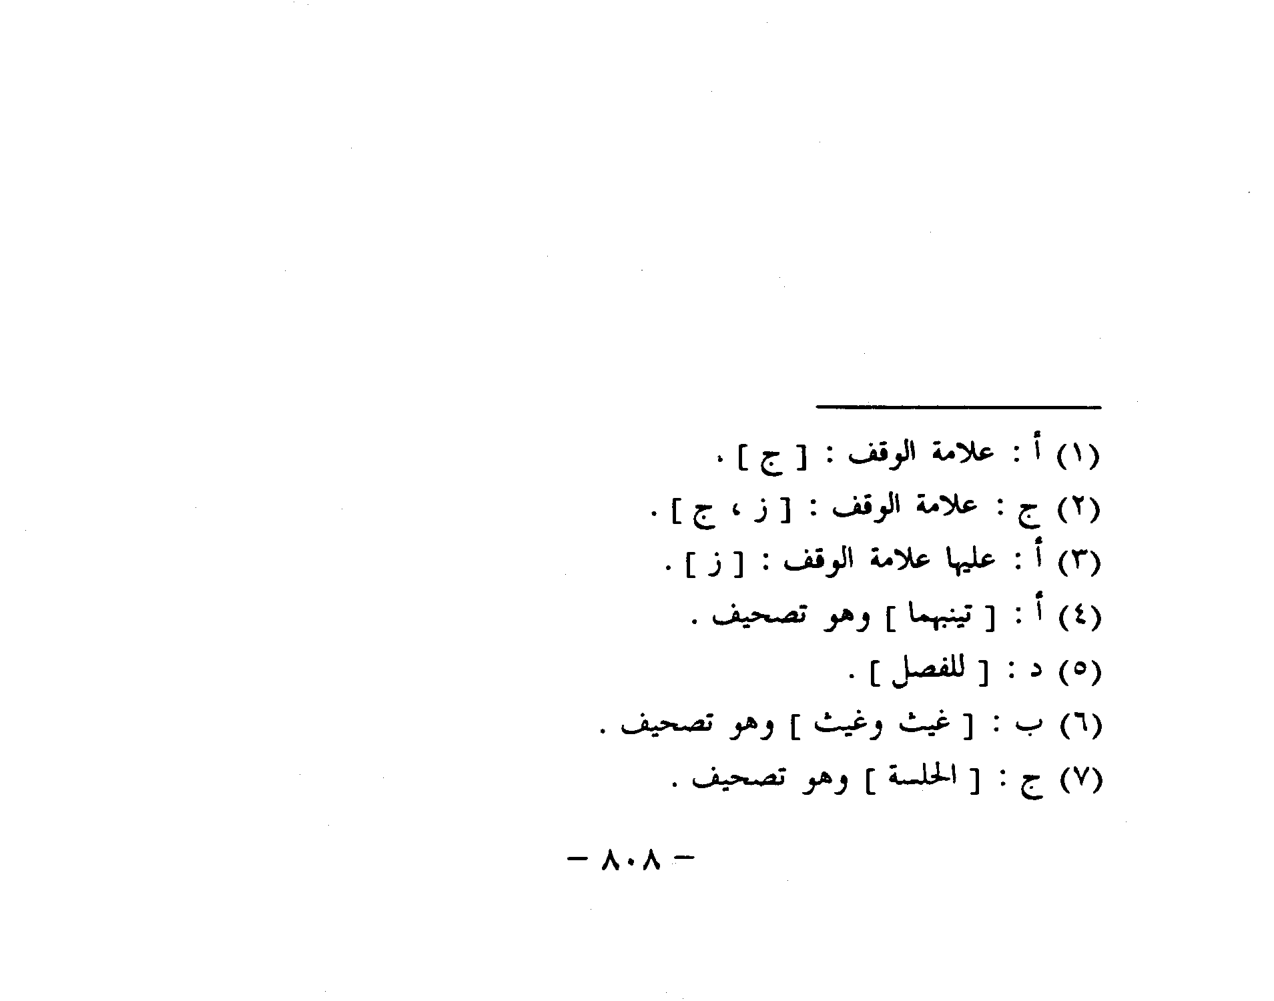 (١) أ : علامة الوقف : [ ج ] .
(٢) ج : علامة الوقف : [ ز ، ج ] .
(٣) أ : عليها علامة الوقف : [ ز ] .
(٤) أ : [ تينبهما ] وهو تصحيف .
(٥) د : [ للفصل ] .
(٦) ب : [ غيث وغيث ] وهو تصحيف .
(٧) ج : [ الحلسة ] وهو تصحيف .
– ٨٠٨ –